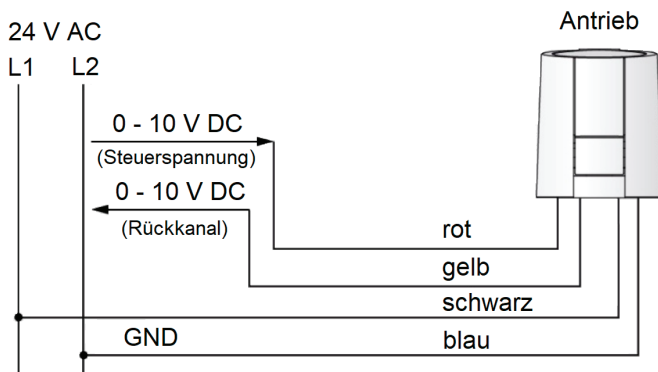 24 V AC
Antrieb
L1 L2
0 - 10 V DC
(Steuerspannung)
0 - 10 V DC
(Rückkanal)
rot
gelb
schwarz
GND
blau